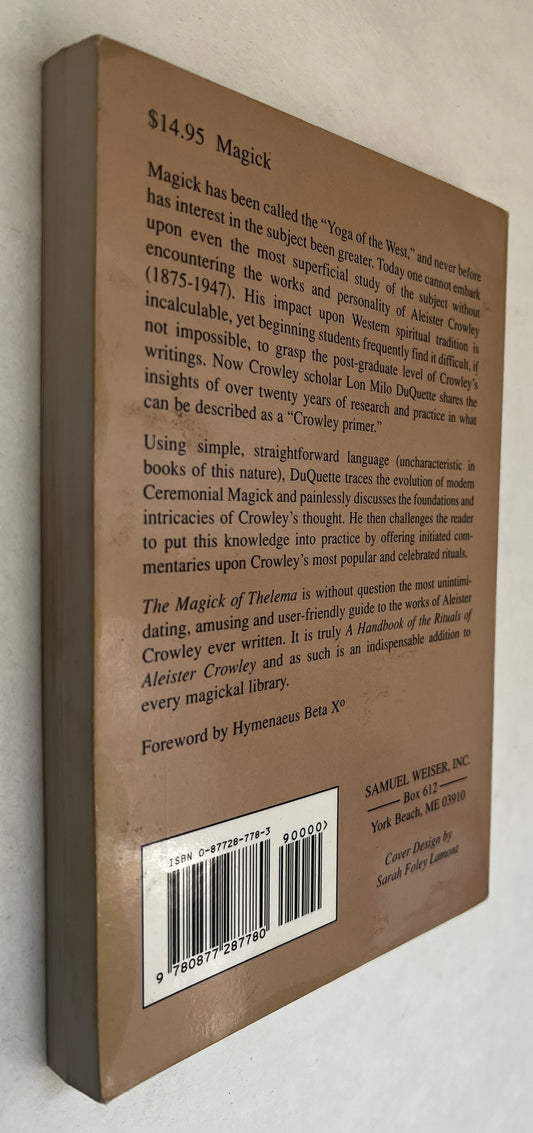 $14.95 Magick
Magick has been called the “Yoga of the West,” and never before
has interest in the subject been greater. Today one cannot embark
upon even the most superficial study of the subject without
encountering the works and personality of Aleister Crowley
(1875-1947). His impact upon Western spiritual tradition is
incalculable, yet beginning students frequently find it difficult, if
not impossible, to grasp the post-graduate level of Crowley’s
writings. Now Crowley scholar Lon Milo DuQuette shares the
insights of over twenty years of research and practice in what
can be described as a “Crowley primer.”
Using simple, straightforward language (uncharacteristic in
books of this nature), DuQuette traces the evolution of modern
Ceremonial Magick and painlessly discusses the foundations and
intricacies of Crowley’s thought. He then challenges the reader
to put this knowledge into practice by offering initiated com-
mentaries upon Crowley’s most popular and celebrated rituals.
The Magick of Thelema is without question the most unintimi-
dating, amusing and user-friendly guide to the works of Aleister
Crowley ever written. It is truly A Handbook of the Rituals of
Aleister Crowley and as such is an indispensable addition to
every magickal library.
Foreword by Hymenaeus Beta Xº
SAMUEL WEISER, INC.
Box 612
York Beach, ME 03910
Cover Design by
Sarah Foley Lamont
ISBN 0-87728-778-3
90000>
9 780877 287780